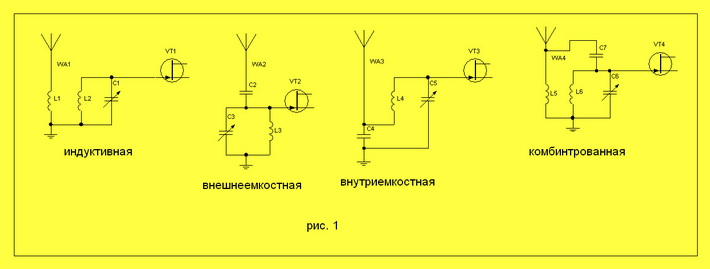 WA1
L1
L2
C1
VT1
индуктивная
WA2
C2
C3
L3
VT2
внешнеемкостная
WA3
C4
L4
C5
VT3
внутриемкостная
WA4
C7
L5
L6
C6
VT4
комбинтрованная
рис. 1